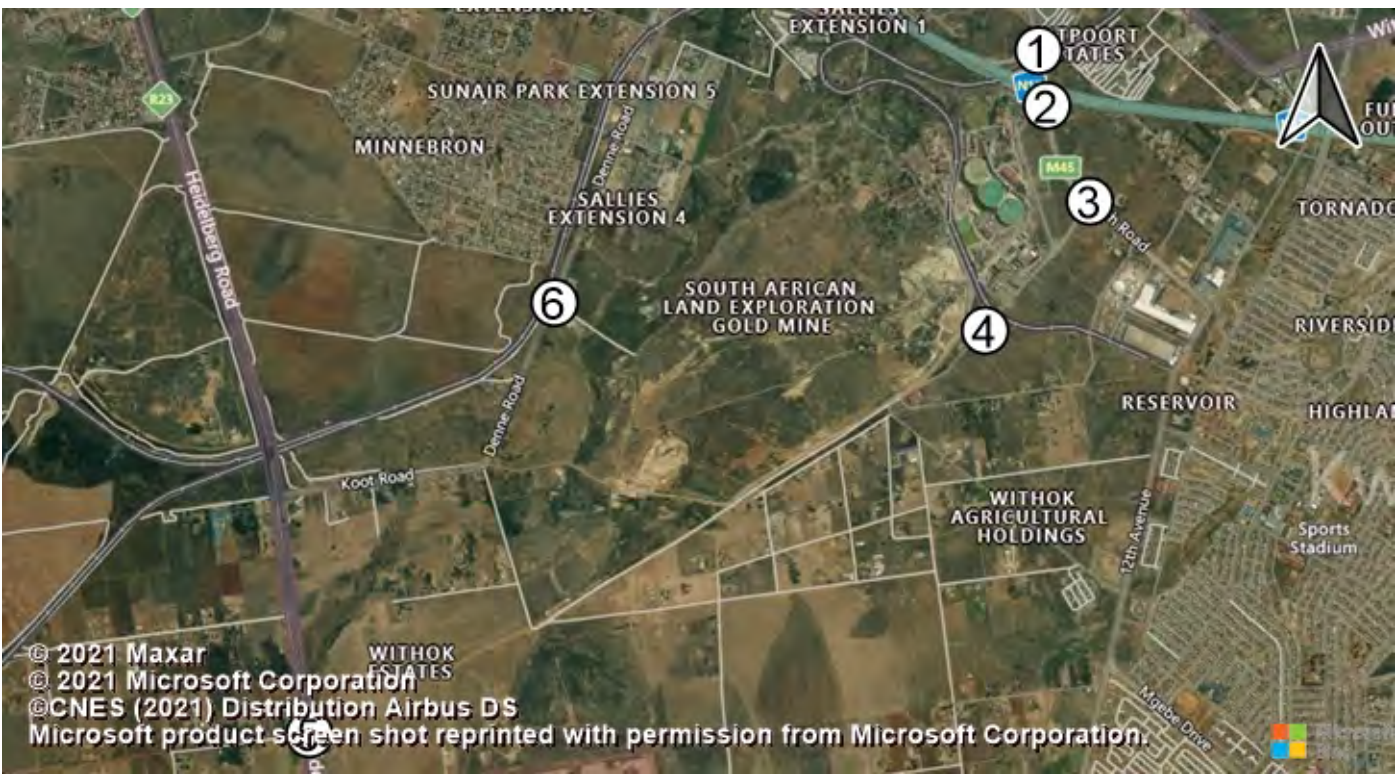 SALLIES
EXTENSION 1
1
TPOORT
TATES
R23
SUNAIR PARK EXTENSION 5
2
MINNEBRON
Denne Road
M45
SALLIES
EXTENSION 4
3
TORNADO
h Road
Heidelberg Road
6
SOUTH AFRICAN
LAND EXPLORATION
GOLD MINE
4
RIVERSID
RESERVOIR
HIGHLA
Denne Road
Koot Road
WITHOK
AGRICULTURAL
HOLDINGS
12th Avenue
Sports
Stadium
WITHOK
ESTATES
© 2021 Maxar
© 2021 Microsoft Corporation
©CNES (2021) Distribution Airbus DS
Microsoft product screen shot reprinted with permission from Microsoft Corporation.
Mgebe Drive